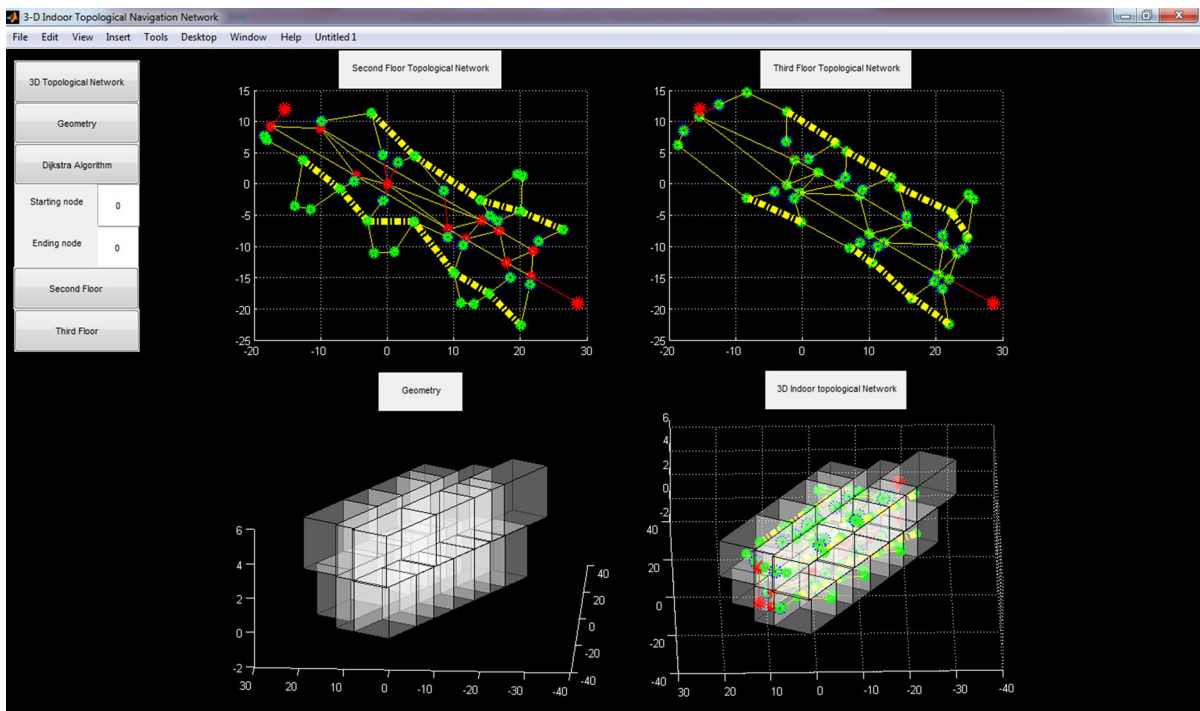 3-D Indoor Topological Navigation Network
File Edit View Insert Tools Desktop Window Help Untitled 1
3D Topological Network
Geometry
Dijkstra Algorithm
Starting node 0
Ending node 0
Second Floor
Third Floor
Second Floor Topological Network
15
10
5
0
-5
-10
-15
-20
-25
-20 -10 0 10 20 30
Third Floor Topological Network
15
10
5
0
-5
-10
-15
-20
-25
-20 -10 0 10 20 30
Geometry
6
4
2
0
-2
30 20 10 0 -10 -20 -30 -40
40
20
0
-20
-40
3D Indoor topological Network
6
4
2
0
-2
40
20
0
-20
-40
30 20 10 0 -10 -20 -30 -40